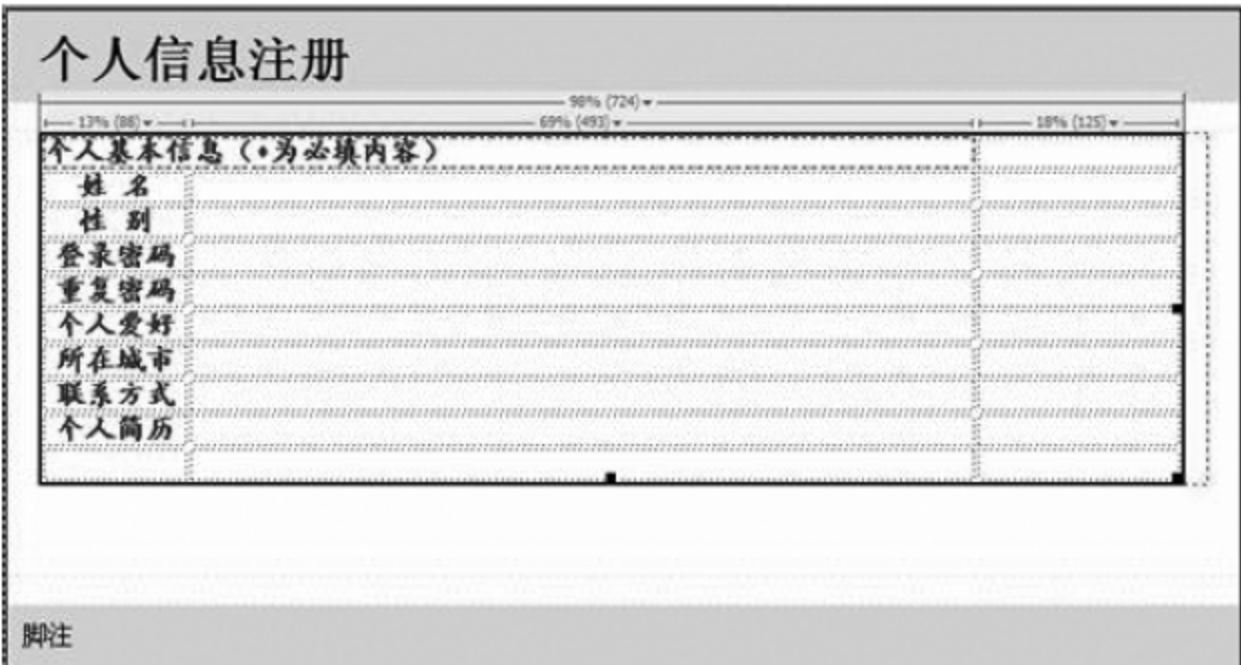 个人信息注册
98% (724)
13% (88) 69% (493) 18% (125)
个人基本信息（*为必填内容）
姓 名
性 别
登录密码
重复密码
个人爱好
所在城市
联系方式
个人简历
脚注